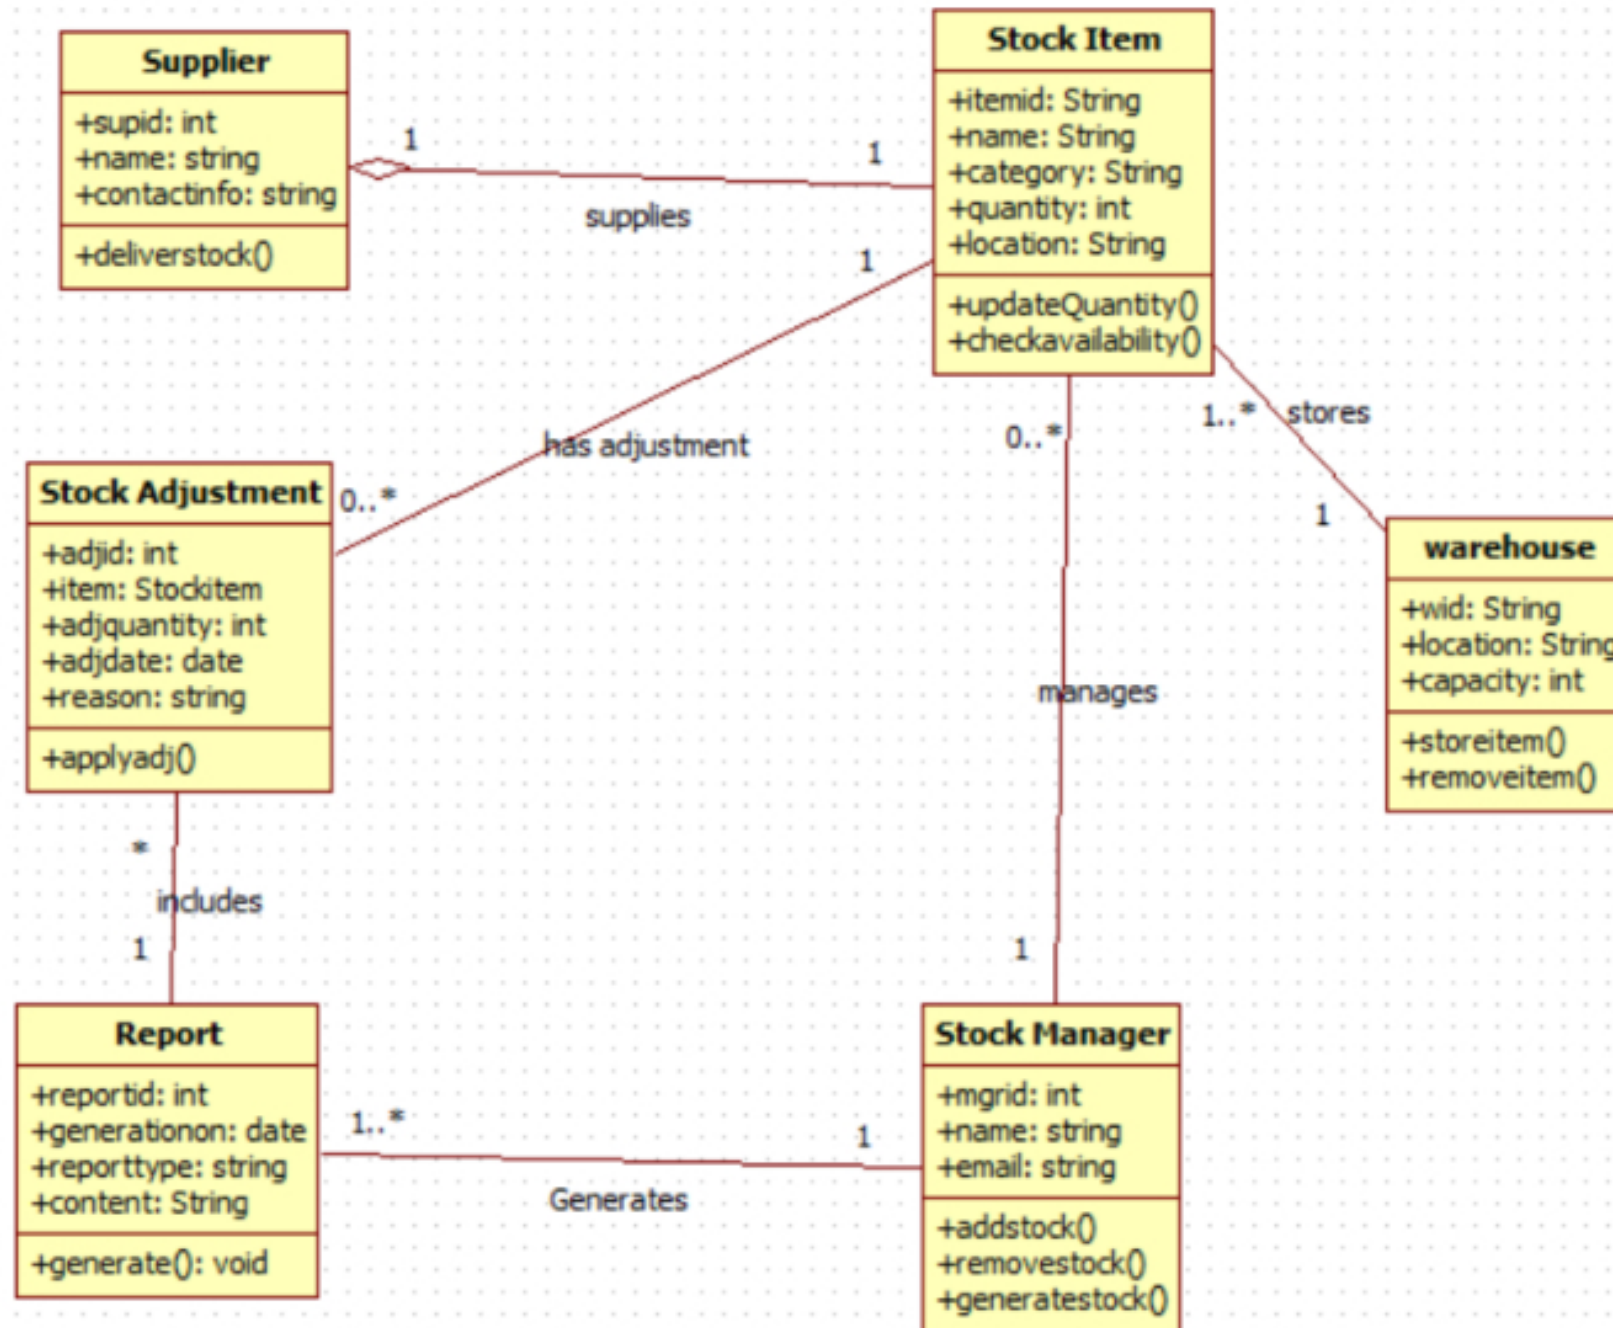 Supplier
+supid: int
+name: string
+contactinfo: string
+deliverstock()
1
1
supplies
Stock Item
+itemid: String
+name: String
+category: String
+quantity: int
+location: String
+updateQuantity()
+checkavailability()
1
has adjustment
0..*
1..*
stores
1
0..*
manages
1
Stock Adjustment
+adjid: int
+item: Stockitem
+adjquantity: int
+adjdate: date
+reason: string
+applyadj()
warehouse
+wid: String
+location: String
+capacity: int
+storeitem()
+removeitem()
*
includes
1
Report
+reportid: int
+generationon: date
+reporttype: string
+content: String
+generate(): void
1..*
1
Generates
Stock Manager
+mgrid: int
+name: string
+email: string
+addstock()
+removestock()
+generatestock()